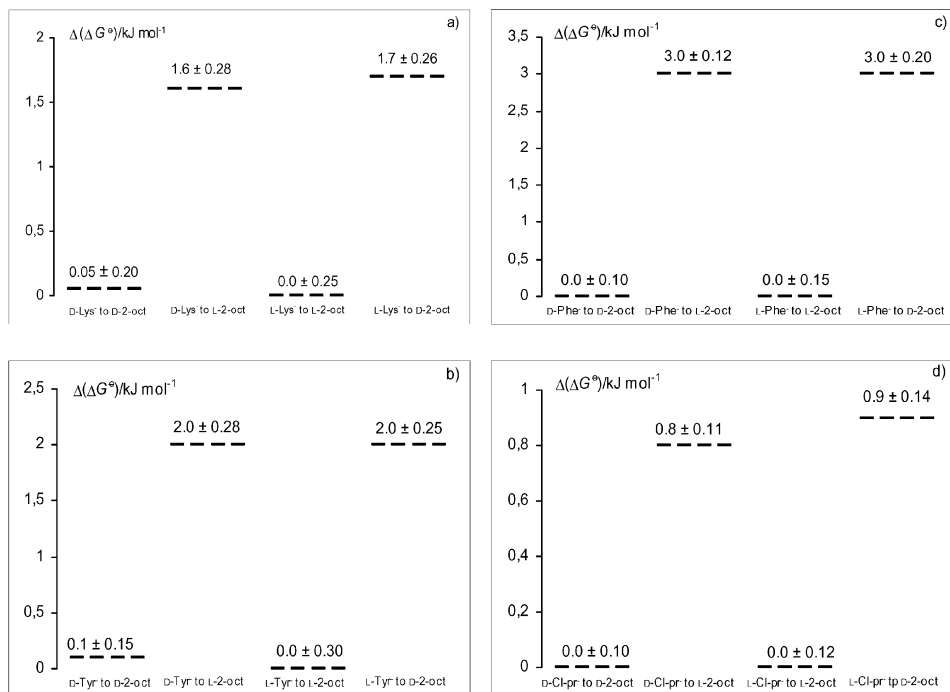 a)
Δ(ΔG⊖)/kJ mol⁻¹
2
1.6 ± 0.28
1.7 ± 0.26
1,5
1
0,5
0.05 ± 0.20
0.0 ± 0.25
0
D-Lys⁻ to D-2-oct
D-Lys⁻ to L-2-oct
L-Lys⁻ to L-2-oct
L-Lys⁻ to D-2-oct
c)
Δ(ΔG⊖)/kJ mol⁻¹
3,5
3.0 ± 0.12
3.0 ± 0.20
3
2,5
2
1,5
1
0,5
0.0 ± 0.10
0.0 ± 0.15
0
D-Phe⁻ to D-2-oct
D-Phe⁻ to L-2-oct
L-Phe⁻ to L-2-oct
L-Phe⁻ to D-2-oct
b)
Δ(ΔG⊖)/kJ mol⁻¹
2,5
2.0 ± 0.28
2.0 ± 0.25
2
1,5
1
0,5
0.1 ± 0.15
0.0 ± 0.30
0
D-Tyr⁻ to D-2-oct
D-Tyr⁻ to L-2-oct
L-Tyr⁻ to L-2-oct
L-Tyr⁻ to D-2-oct
d)
Δ(ΔG⊖)/kJ mol⁻¹
1
0.8 ± 0.11
0.9 ± 0.14
0,8
0,6
0,4
0,2
0.0 ± 0.10
0.0 ± 0.12
0
D-Cl-pr⁻ to D-2-oct
D-Cl-pr⁻ to L-2-oct
L-Cl-pr⁻ to L-2-oct
L-Cl-pr⁻ tp D-2-oct